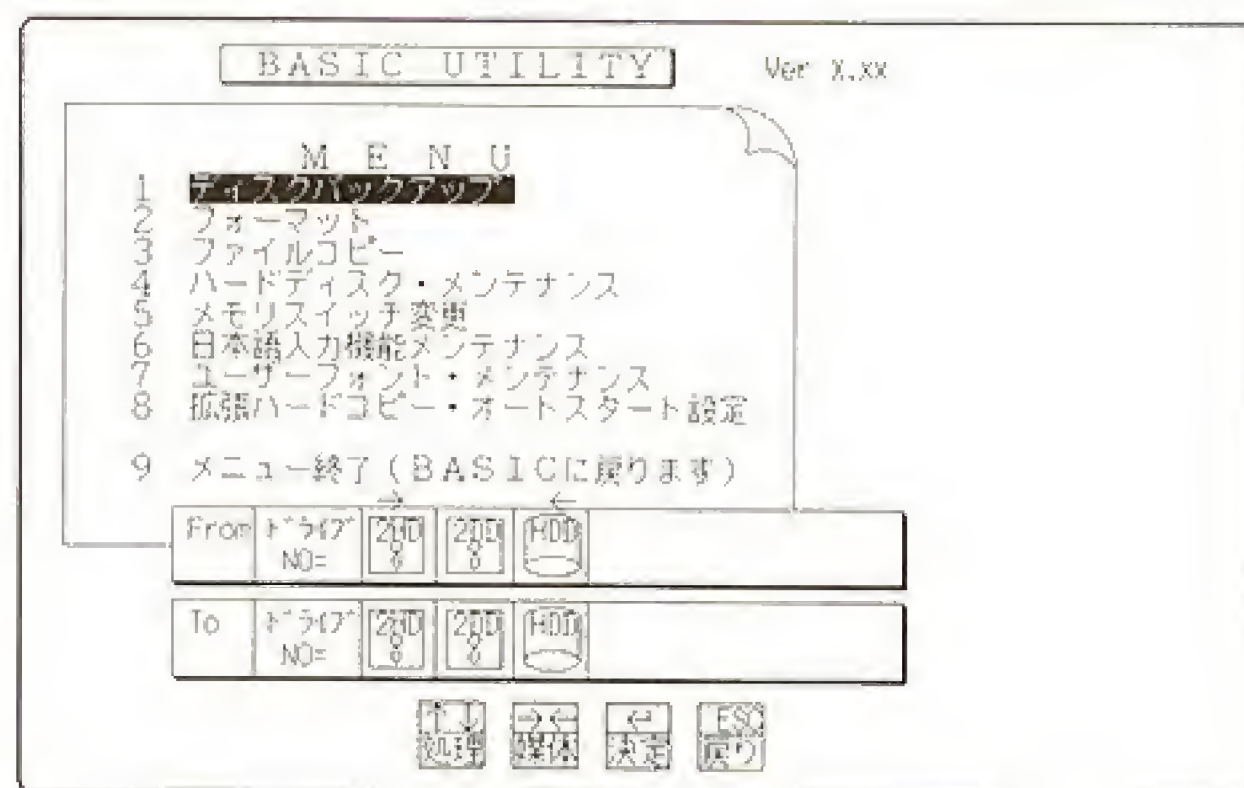 BASIC UTILITY Ver X.XX
MENU
1 ディスクバックアップ
2 フォーマット
3 ファイルコピー
4 ハードディスク・メンテナンス
5 メモリスイッチ変更
6 日本語入力機能メンテナンス
7 ユーザーフォント・メンテナンス
8 拡張ハードコピー・オートスタート設定
9 メニュー終了(BASICに戻ります)
→ ←
From ドライブ NO= 2HD 2DD HDD
To ドライブ NO= 2HD 2DD HDD
↑↓ →← ↵ ESC
処理 媒体 決定 戻り